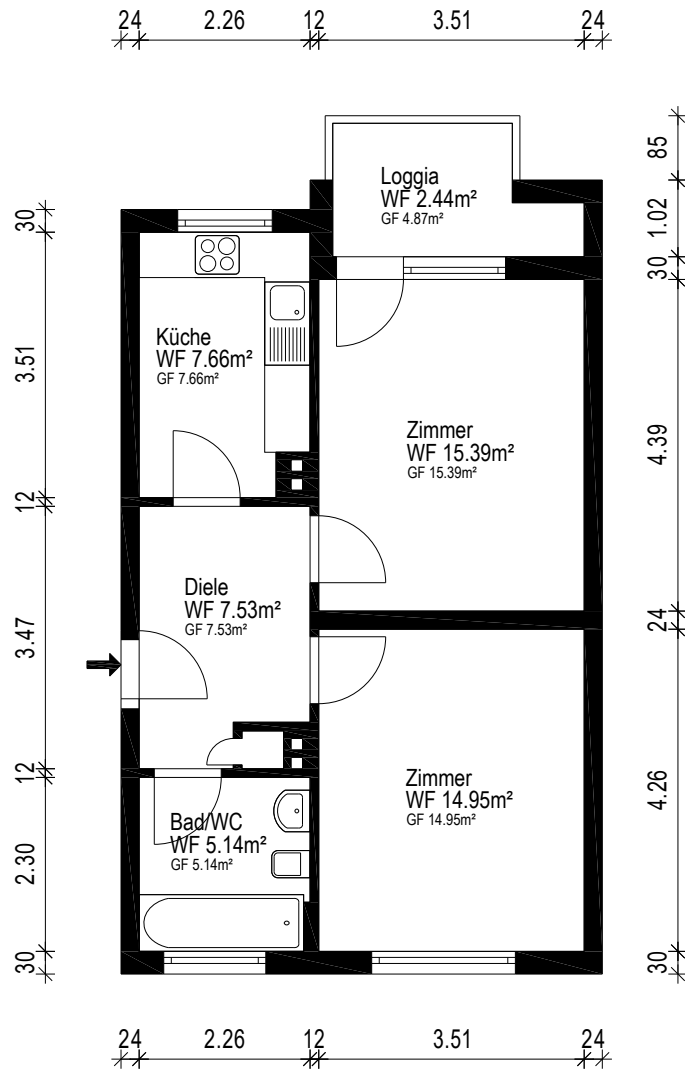 24 2.26 12 3.51 24
Loggia
WF 2.44m²
GF 4.87m²
85
1.02
30
30
Küche
WF 7.66m²
GF 7.66m²
3.51
Zimmer
WF 15.39m²
GF 15.39m²
4.39
12
Diele
WF 7.53m²
GF 7.53m²
3.47
24
12
Zimmer
WF 14.95m²
GF 14.95m²
4.26
Bad/WC
WF 5.14m²
GF 5.14m²
2.30
30
30
24 2.26 12 3.51 24